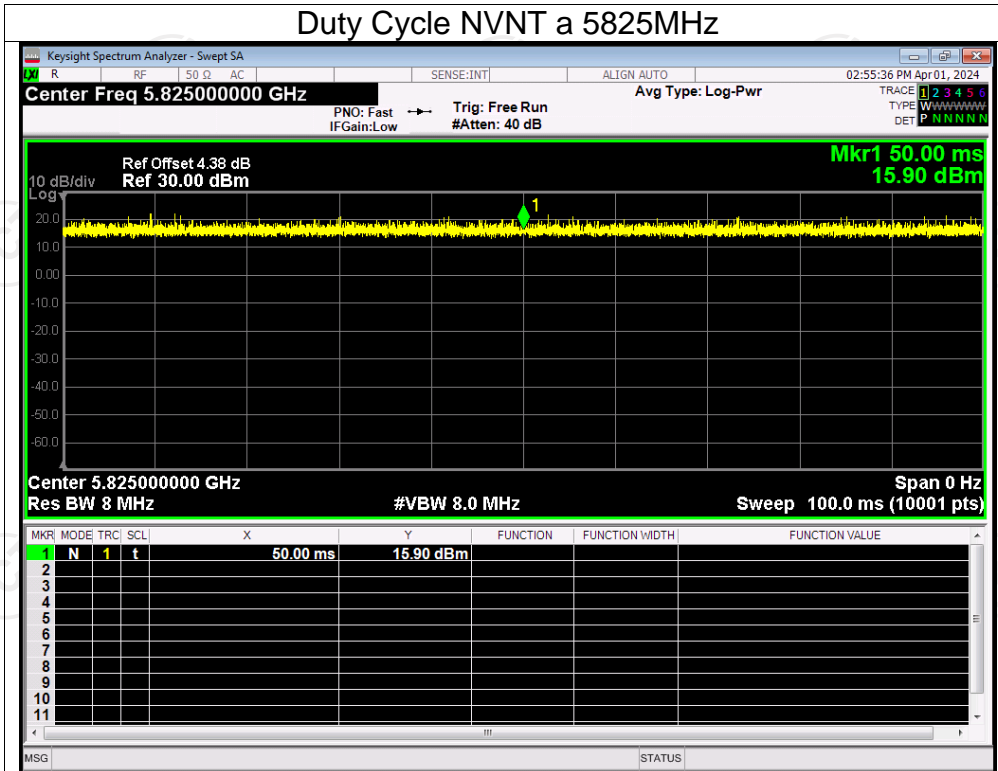 Duty Cycle NVNT a 5825MHz
Keysight Spectrum Analyzer - Swept SA
LXI R RF 50 Ω AC SENSE:INT ALIGN AUTO 02:55:36 PM Apr 01, 2024
Center Freq 5.825000000 GHz Avg Type: Log-Pwr TRACE 1 2 3 4 5 6
PNO: Fast Trig: Free Run TYPE WWWWWW
IFGain:Low #Atten: 40 dB DET P N N N N N
Mkr1 50.00 ms
Ref Offset 4.38 dB
10 dB/div Ref 30.00 dBm 15.90 dBm
Log
1
20.0
10.0
0.00
-10.0
-20.0
-30.0
-40.0
-50.0
-60.0
Center 5.825000000 GHz Span 0 Hz
Res BW 8 MHz #VBW 8.0 MHz Sweep 100.0 ms (10001 pts)
MKR MODE TRC SCL X Y FUNCTION FUNCTION WIDTH FUNCTION VALUE
1 N 1 t 50.00 ms 15.90 dBm
2
3
4
5
6
7
8
9
10
11
MSG STATUS